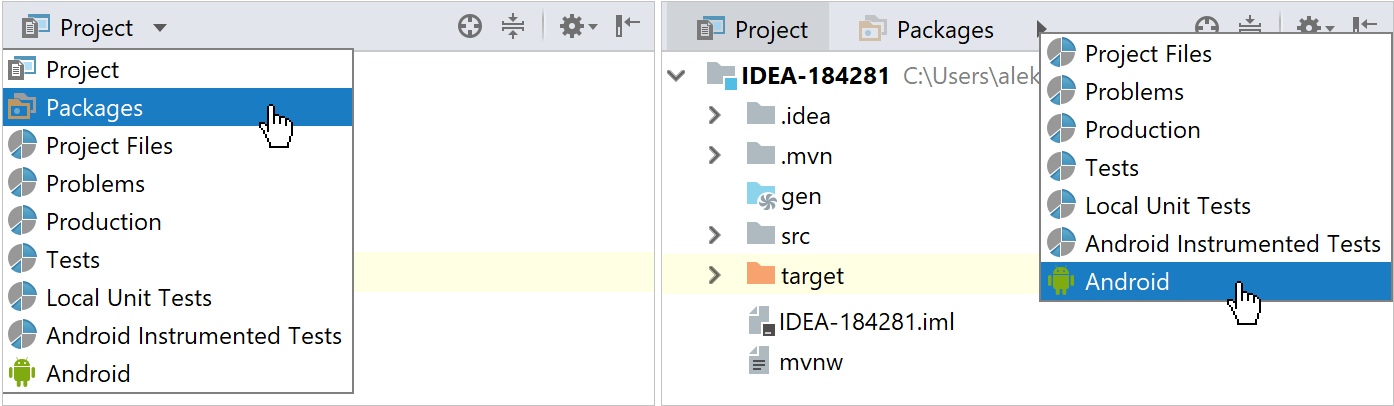 Project
Project
Packages
Project Files
Problems
Production
Tests
Local Unit Tests
Android Instrumented Tests
Android
Project
Packages
IDEA-184281 C:\Users\alek
.idea
.mvn
gen
src
target
IDEA-184281.iml
mvnw
Project Files
Problems
Production
Tests
Local Unit Tests
Android Instrumented Tests
Android